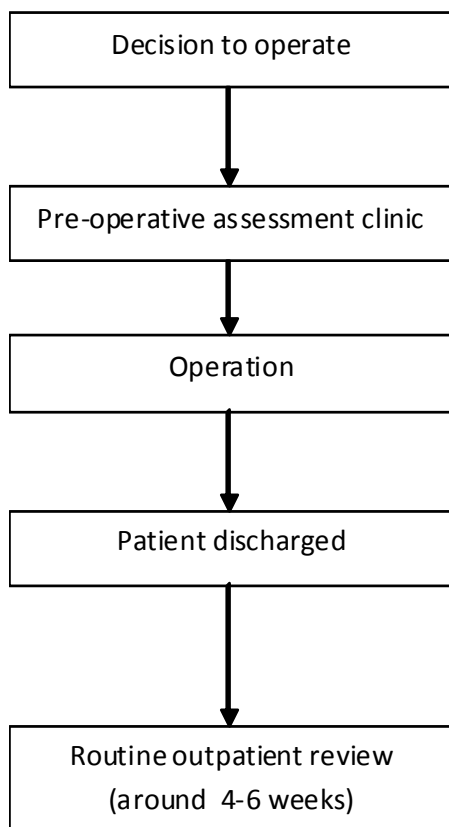 Decision to operate
Pre-operative assessment clinic
Operation
Patient discharged
Routine outpatient review
(around  4-6 weeks)